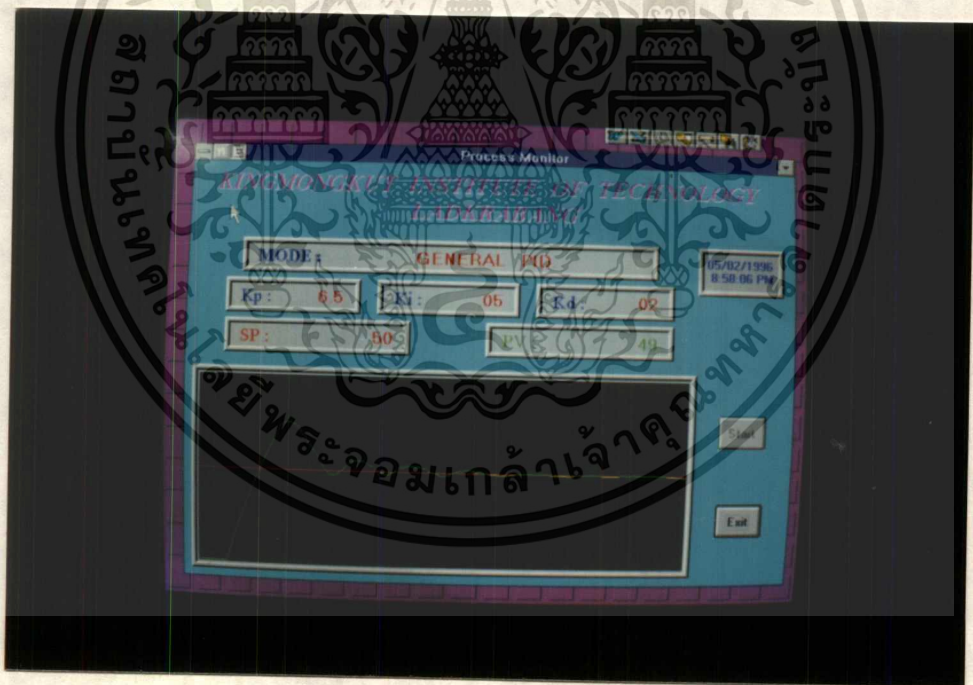 Process Monitor
KINGMONGKUT INSTITUTE OF TECHNOLOGY
LADKRABANG
MODE : GENERAL PID
05/02/1996
8:58:06 PM
Kp : 6.5 Ki : 05 Kd : 02
SP : 50 PV : 49
Start
Exit
สถาบันเทคโนโลยีพระจอมเกล้าเจ้าคุณทหารลาดกระบัง